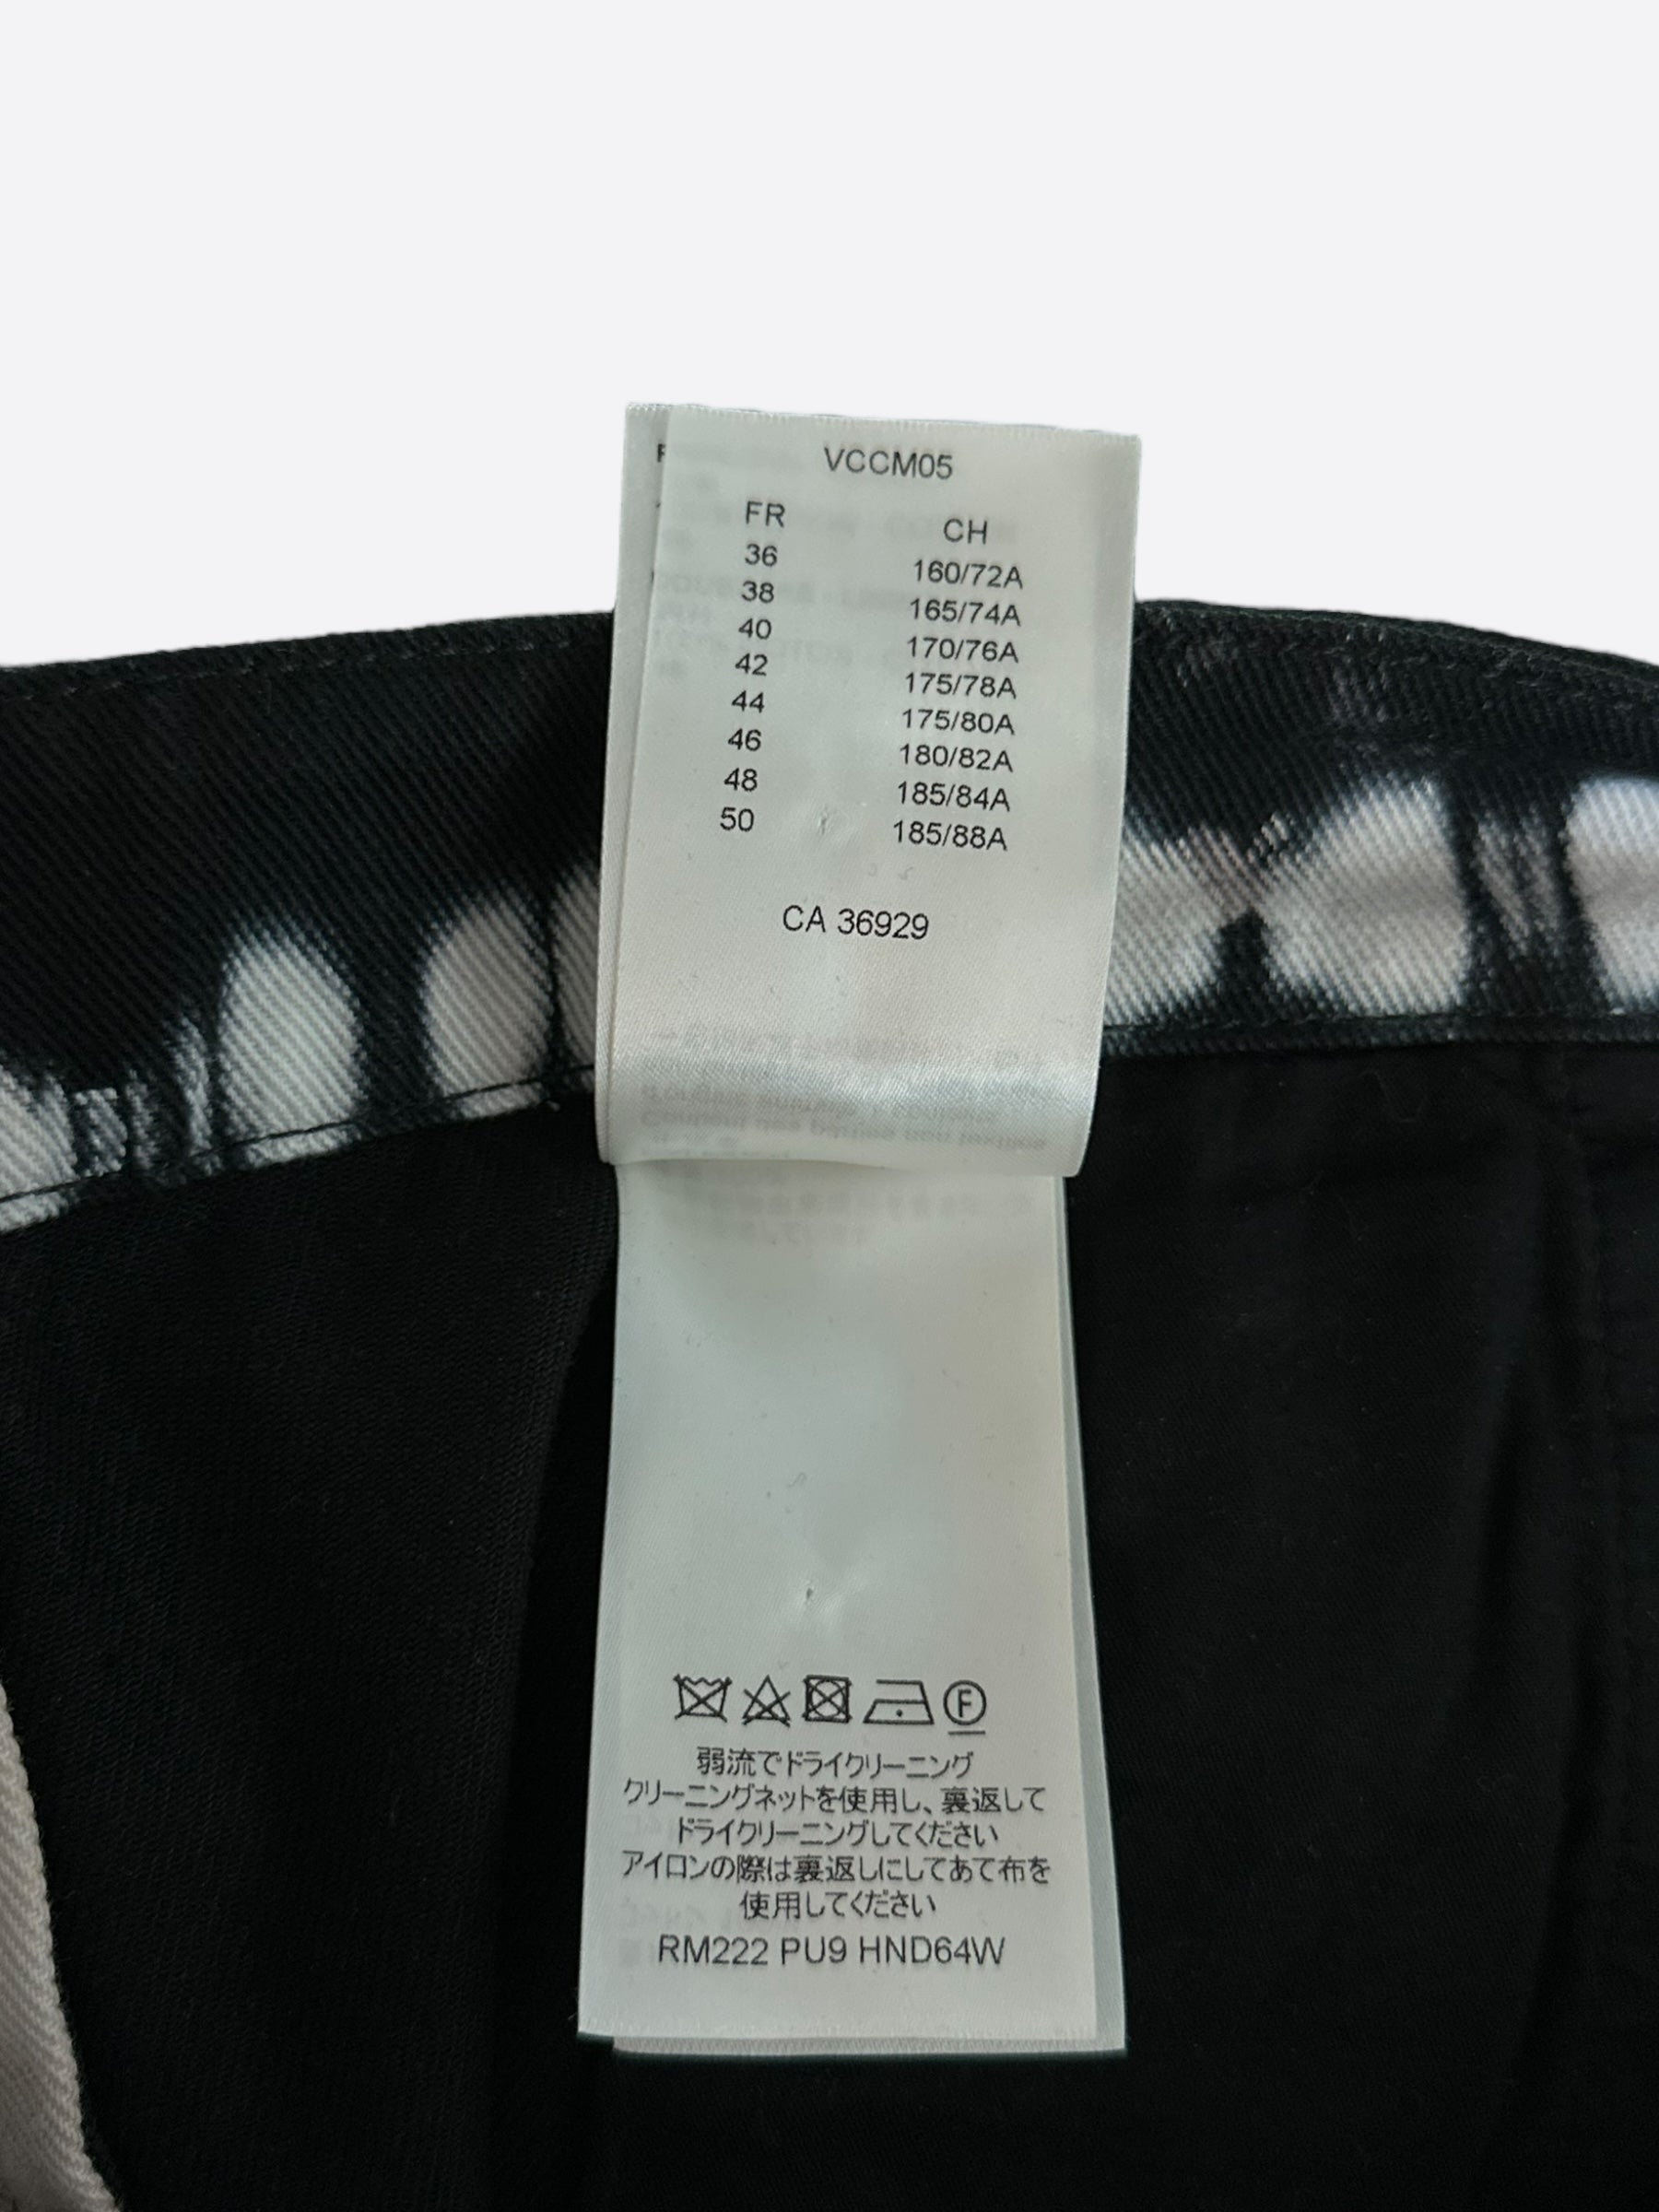 VCCM05
FR CH
36 160/72A
38 165/74A
40 170/76A
42 175/78A
44 175/80A
46 180/82A
48 185/84A
50 185/88A
CA 36929
F
弱流でドライクリーニング
クリーニングネットを使用し、裏返して
ドライクリーニングしてください
アイロンの際は裏返しにしてあて布を
使用してください
RM222 PU9 HND64W